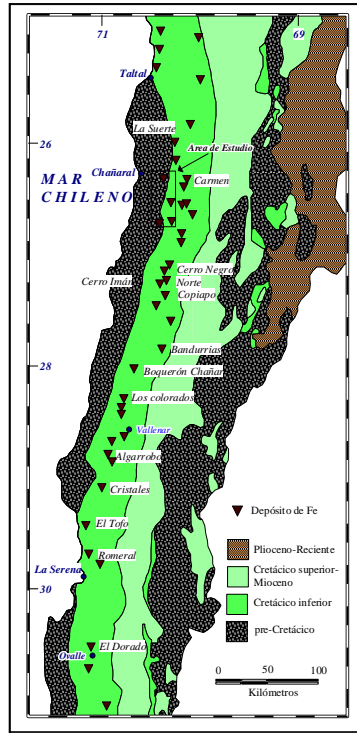 71
69
Taltal
La Suerte
26
Area de Estudio
Chañaral
Carmen
MAR
CHILENO
Cerro Negro
Cerro Imán
Norte
Copiapo
Bandurrias
28
Boquerón Chañar
Los colorados
Vallenar
Algarrobo
Cristales
Depósito de Fe
El Tofo
Plioceno-Reciente
Romeral
Cretácico superior-
Mioceno
La Serena
30
Cretácico inferior
pre-Cretácico
El Dorado
Ovalle
0 50 100
Kilómetros